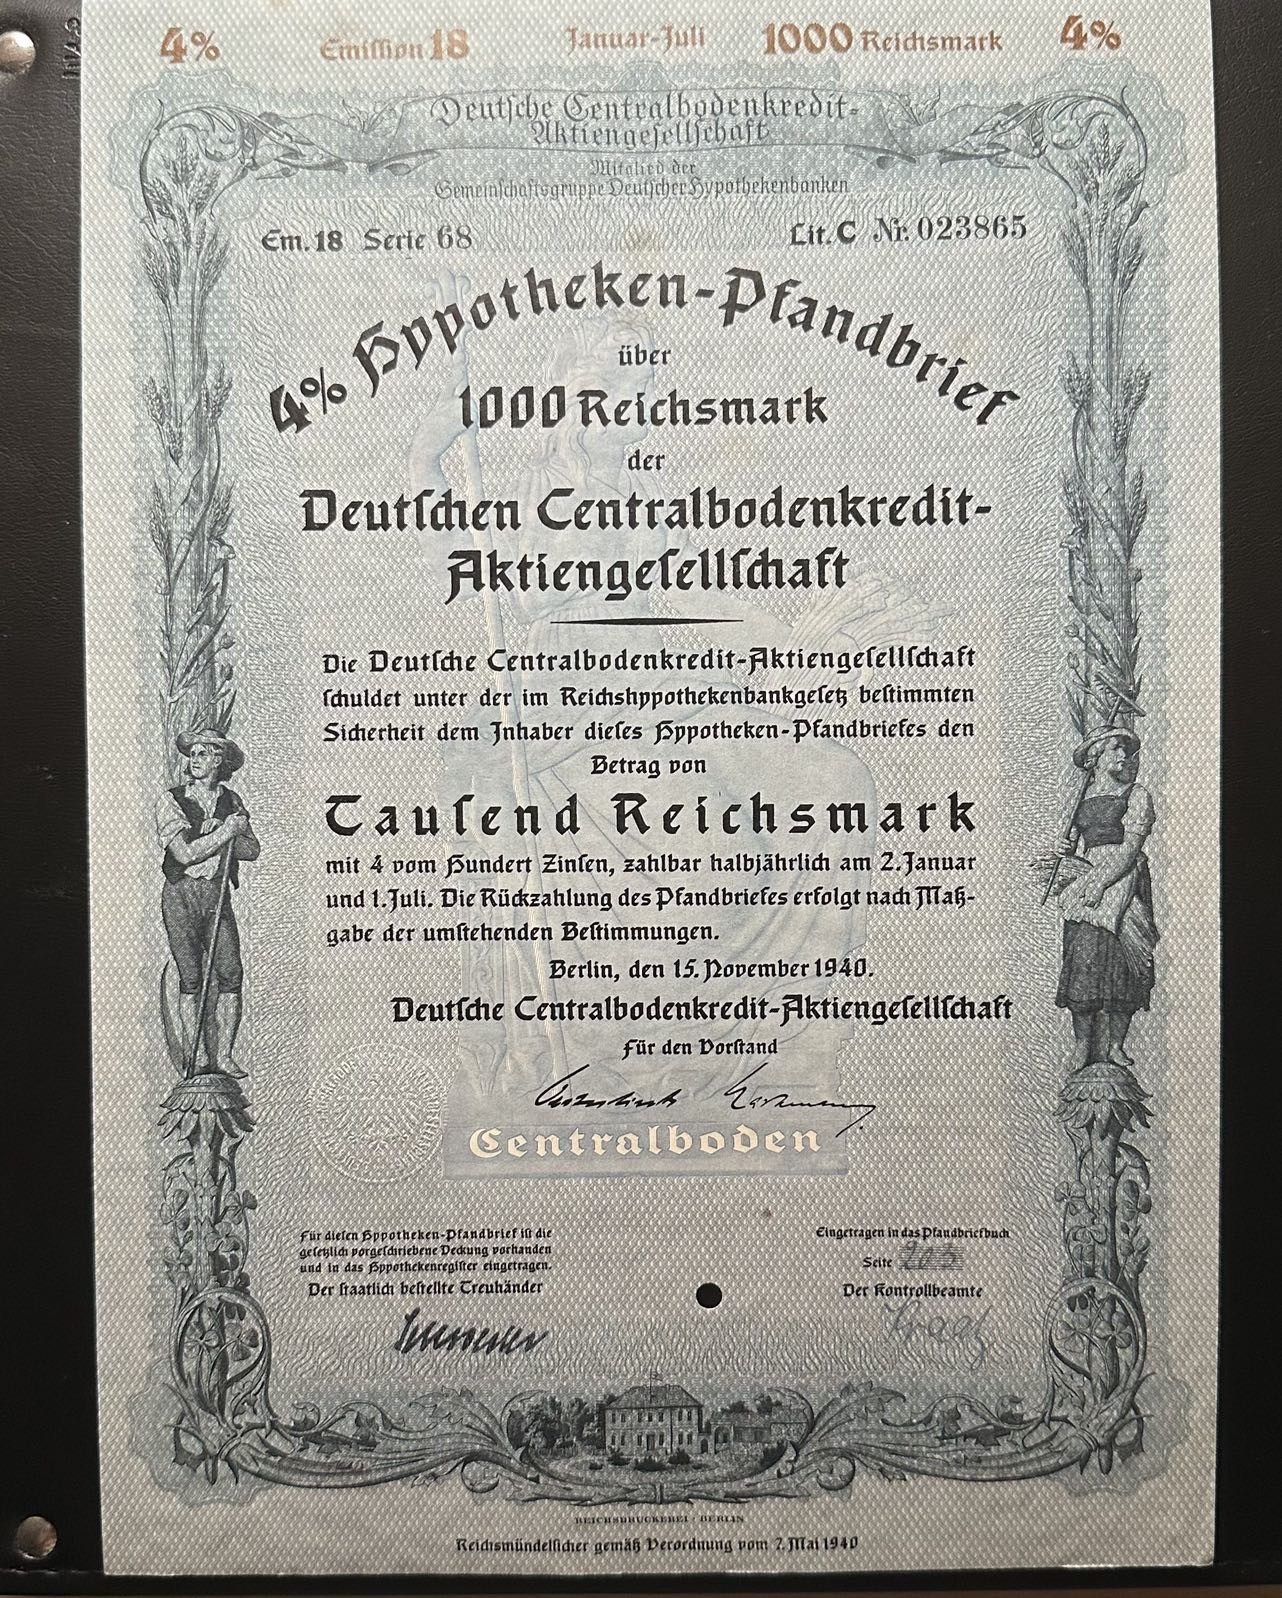 4% Emission 18 Januar-Juli 1000 Reichsmark 4%
Deutsche Centralbodenkredit-
Aktiengesellschaft
Mitglied der
Gemeinschaftsgruppe Deutscher Hypothekenbanken
Em. 18 Serie 68 Lit. C Nr. 023865
4% Hypotheken-Pfandbrief
über
1000 Reichsmark
der
Deutschen Centralbodenkredit-
Aktiengesellschaft
Die Deutsche Centralbodenkredit-Aktiengesellschaft
schuldet unter der im Reichshypothekenbankgesetz bestimmten
Sicherheit dem Inhaber dieses Hypotheken-Pfandbriefes den
Betrag von
Tausend Reichsmark
mit 4 vom Hundert Zinsen, zahlbar halbjährlich am 2. Januar
und 1. Juli. Die Rückzahlung des Pfandbriefes erfolgt nach Maß-
gabe der umstehenden Bestimmungen.
Berlin, den 15. November 1940.
Deutsche Centralbodenkredit-Aktiengesellschaft
Für den Vorstand
Centralboden
Für diesen Hypotheken-Pfandbrief ist die
gesetzlich vorgeschriebene Deckung vorhanden
und in das Hypothekenregister eingetragen.
Der staatlich bestellte Treuhänder
Eingetragen in das Pfandbriefbuch
Seite 203
Der Kontrollbeamte
REICHSDRUCKEREI · BERLIN
Reichsmündelsicher gemäß Verordnung vom 7. Mai 1940